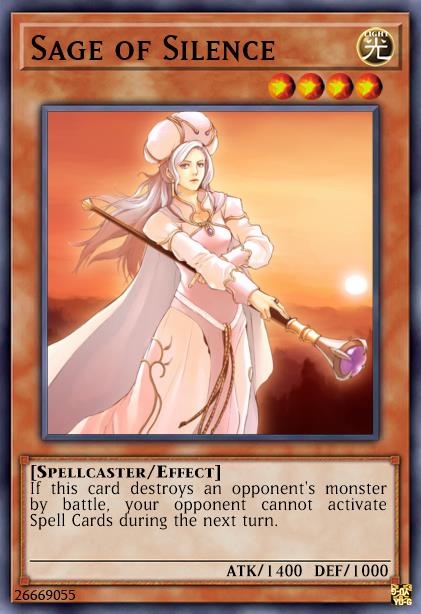 Sage of Silence
LIGHT
光
[Spellcaster/Effect]
If this card destroys an opponent's monster
by battle, your opponent cannot activate
Spell Cards during the next turn.
ATK/1400 DEF/1000
26669055